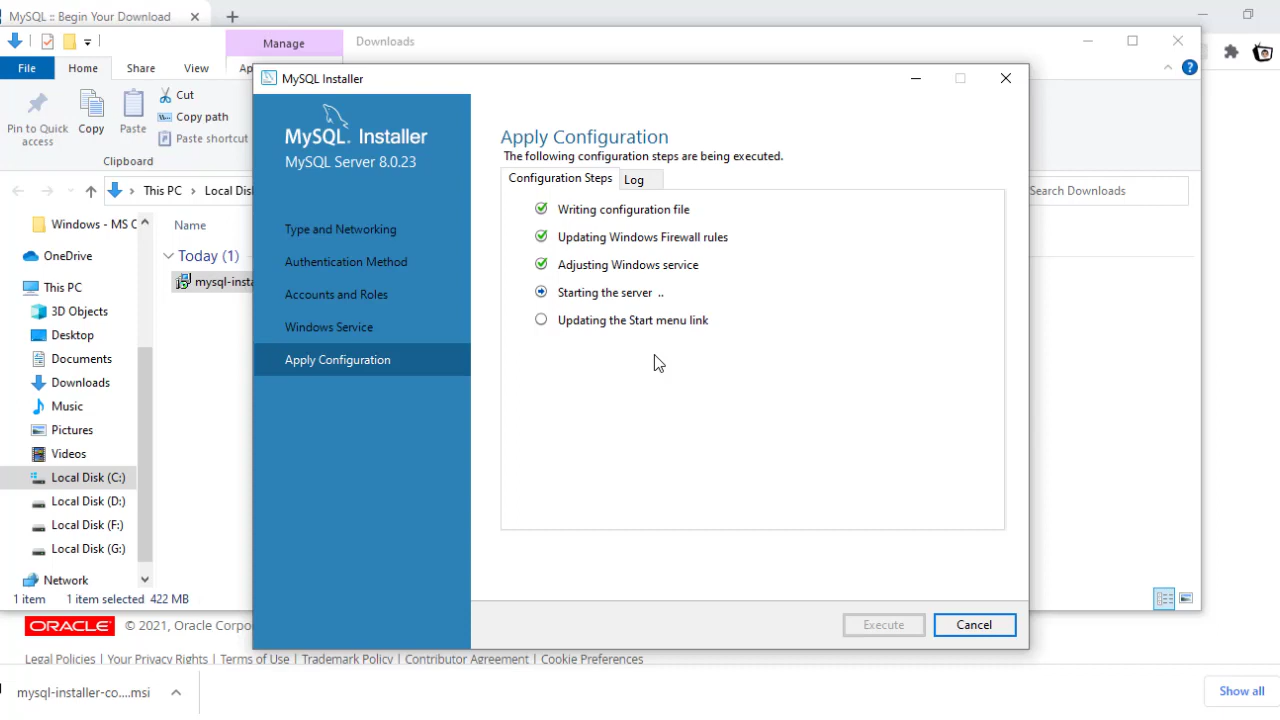 MySQL :: Begin Your Download
Manage
Downloads
File
Home
Share
View
Ap
Pin to Quick
access
Copy
Paste
Cut
Copy path
Paste shortcut
Clipboard
This PC
Local Dis
Search Downloads
Windows - MS O
OneDrive
This PC
3D Objects
Desktop
Documents
Downloads
Music
Pictures
Videos
Local Disk (C:)
Local Disk (D:)
Local Disk (F:)
Local Disk (G:)
Network
Name
Today (1)
mysql-insta
1 item 1 item selected 422 MB
MySQL Installer
MySQL. Installer
MySQL Server 8.0.23
Type and Networking
Authentication Method
Accounts and Roles
Windows Service
Apply Configuration
Apply Configuration
The following configuration steps are being executed.
Configuration Steps
Log
Writing configuration file
Updating Windows Firewall rules
Adjusting Windows service
Starting the server ..
Updating the Start menu link
Execute
Cancel
ORACLE © 2021, Oracle Corpo
Legal Policies | Your Privacy Rights | Terms of Use | Trademark Policy | Contributor Agreement | Cookie Preferences
mysql-installer-co....msi
Show all